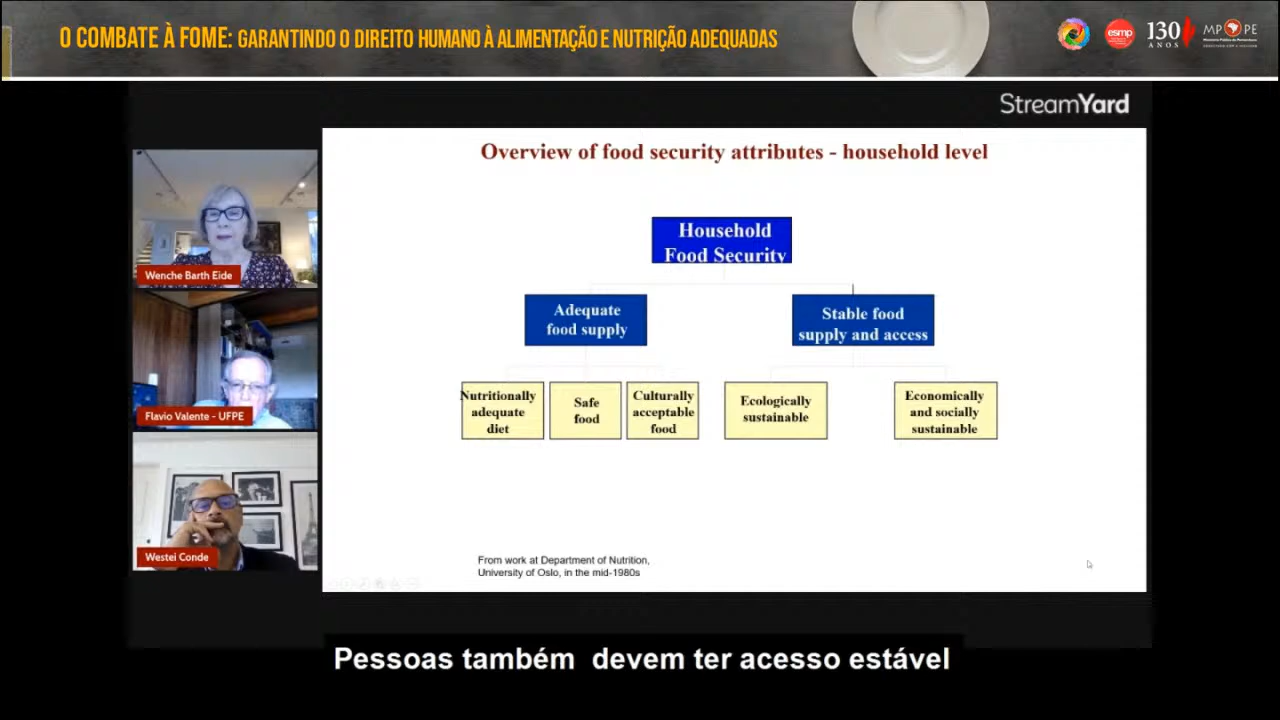 O COMBATE À FOME: GARANTINDO O DIREITO HUMANO À ALIMENTAÇÃO E NUTRIÇÃO ADEQUADAS
esmp
130
ANOS
MP PE
StreamYard
Overview of food security attributes - household level
Household
Food Security
Adequate
food supply
Stable food
supply and access
Nutritionally
adequate
diet
Safe
food
Culturally
acceptable
food
Ecologically
sustainable
Economically
and socially
sustainable
From work at Department of Nutrition,
University of Oslo, in the mid-1980s
Wenche Barth Eide
Flavio Valente - UFPE
Westei Conde
Pessoas também devem ter acesso estável